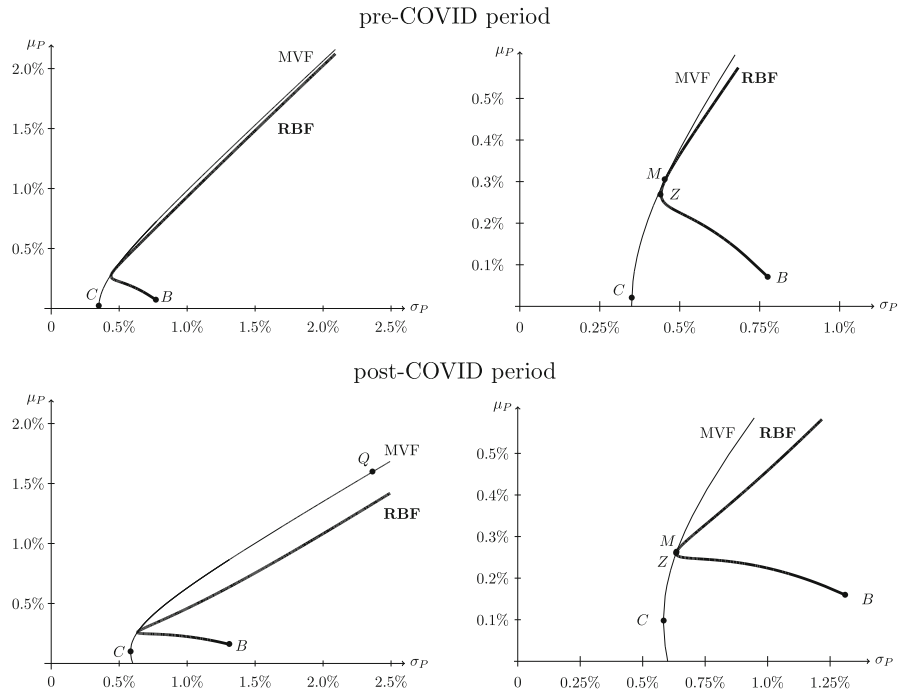 pre-COVID period
μP
2.0%
1.5%
1.0%
0.5%
MVF
RBF
C
B
0
0.5%
1.0%
1.5%
2.0%
2.5%
σP
μP
0.5%
0.4%
0.3%
0.2%
0.1%
MVF
RBF
M
Z
C
B
0
0.25%
0.5%
0.75%
1.0%
σP
post-COVID period
μP
2.0%
1.5%
1.0%
0.5%
Q
MVF
RBF
C
B
0
0.5%
1.0%
1.5%
2.0%
2.5%
σP
μP
0.5%
0.4%
0.3%
0.2%
0.1%
MVF
RBF
M
Z
C
B
0
0.25%
0.5%
0.75%
1.0%
1.25%
σP